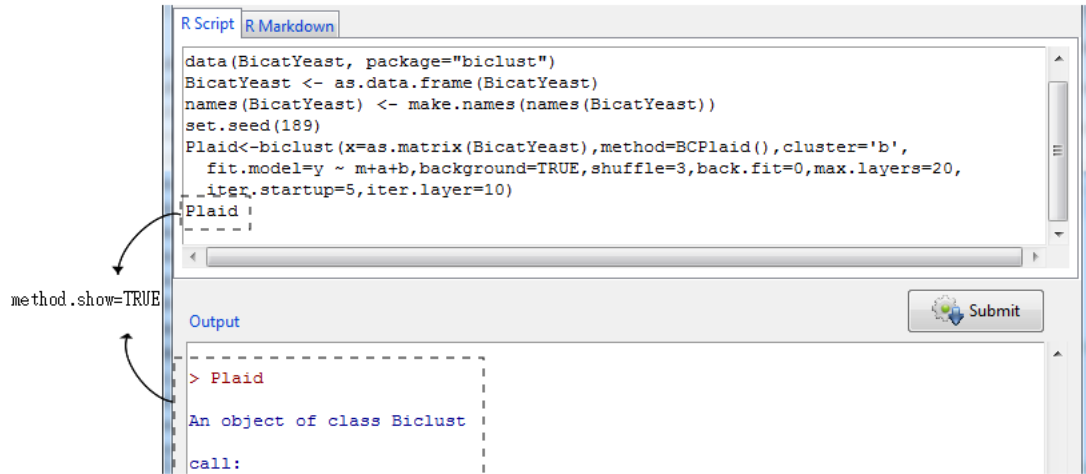 R Script R Markdown
data(BicatYeast, package="biclust")
BicatYeast <- as.data.frame(BicatYeast)
names(BicatYeast) <- make.names(names(BicatYeast))
set.seed(189)
Plaid<-biclust(x=as.matrix(BicatYeast),method=BCPlaid(),cluster='b',
fit.model=y ~ m+a+b,background=TRUE,shuffle=3,back.fit=0,max.layers=20,
iter.startup=5,iter.layer=10)
Plaid
method.show=TRUE
Submit
Output
> Plaid
An object of class Biclust
call: